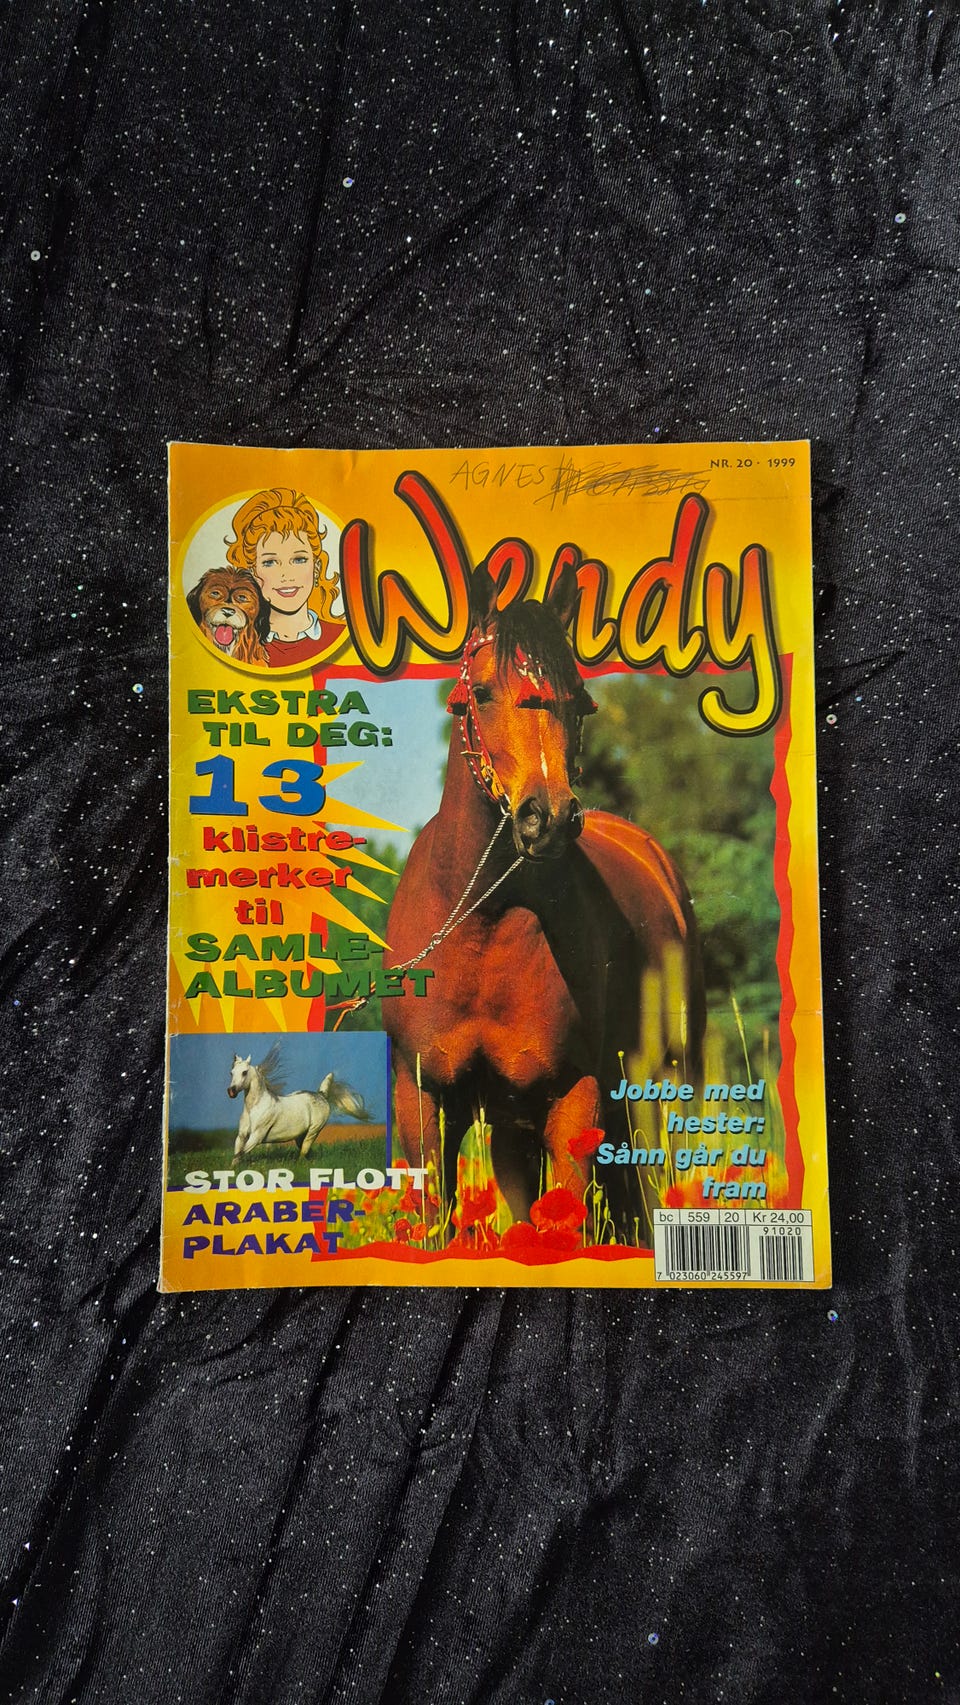 AGNES
NR. 20 · 1999
Wendy
EKSTRA
TIL DEG:
13
klistre-
merker
til
SAMLE-
ALBUMET
STOR FLOTT
ARABER-
PLAKAT
Jobbe med
hester:
Sånn går du
fram
bc 559 20 Kr 24,00
91020
7 023060 245597